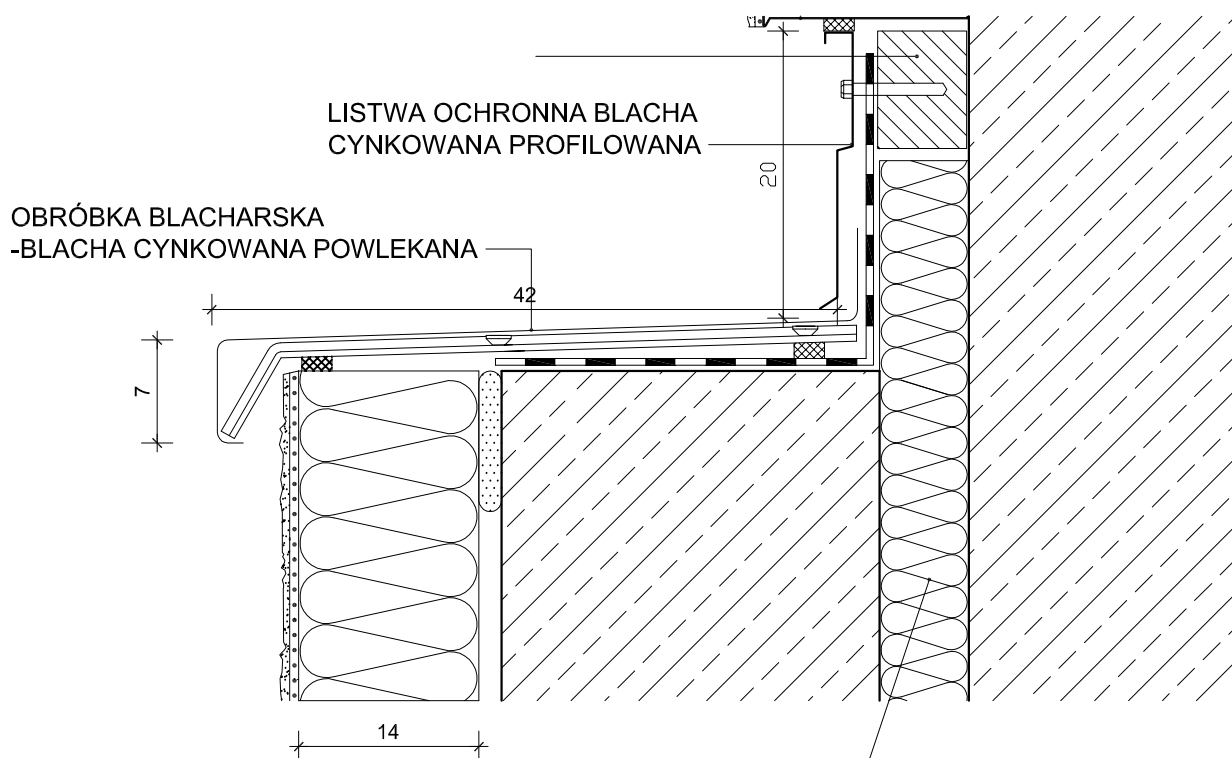 LISTWA OCHRONNA BLACHA
CYNKOWANA PROFILOWANA
20
OBRÓBKA BLACHARSKA
-BLACHA CYNKOWANA POWLEKANA
42
7
14